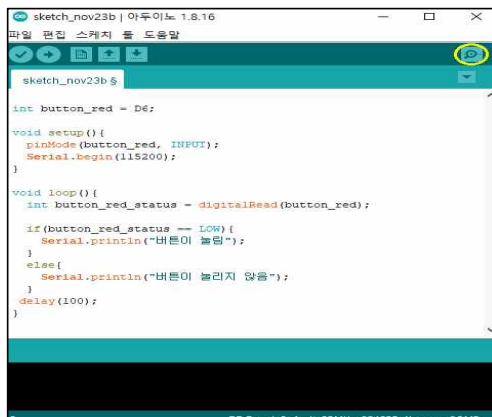 sketch_nov23b | 아두이노 1.8.16
파일 편집 스케치 툴 도움말
sketch_nov23b §
int button_red = D6;
void setup(){
pinMode(button_red, INPUT);
Serial.begin(115200);
}
void loop(){
int button_red_status = digitalRead(button_red);
if(button_red_status == LOW){
Serial.println("버튼이 눌림");
}
else{
Serial.println("버튼이 눌리지 않음");
}
delay(100);
}